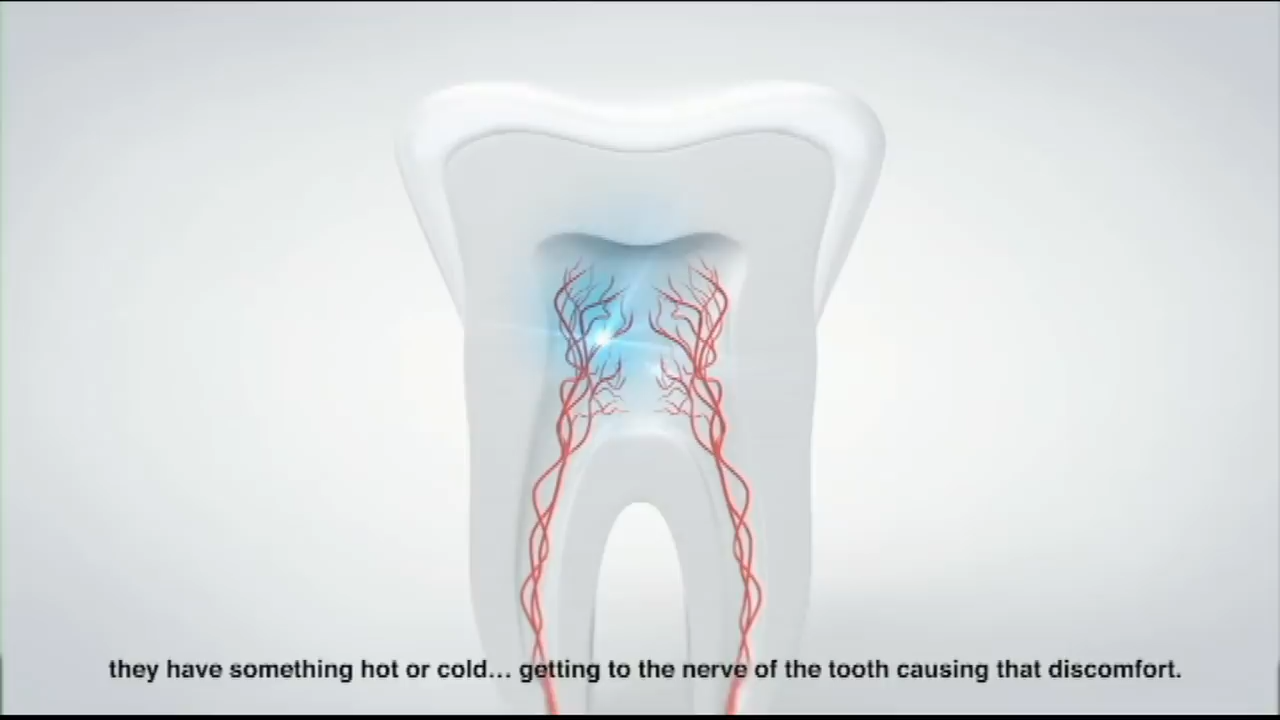 they have something hot or cold... getting to the nerve of the tooth causing that discomfort.